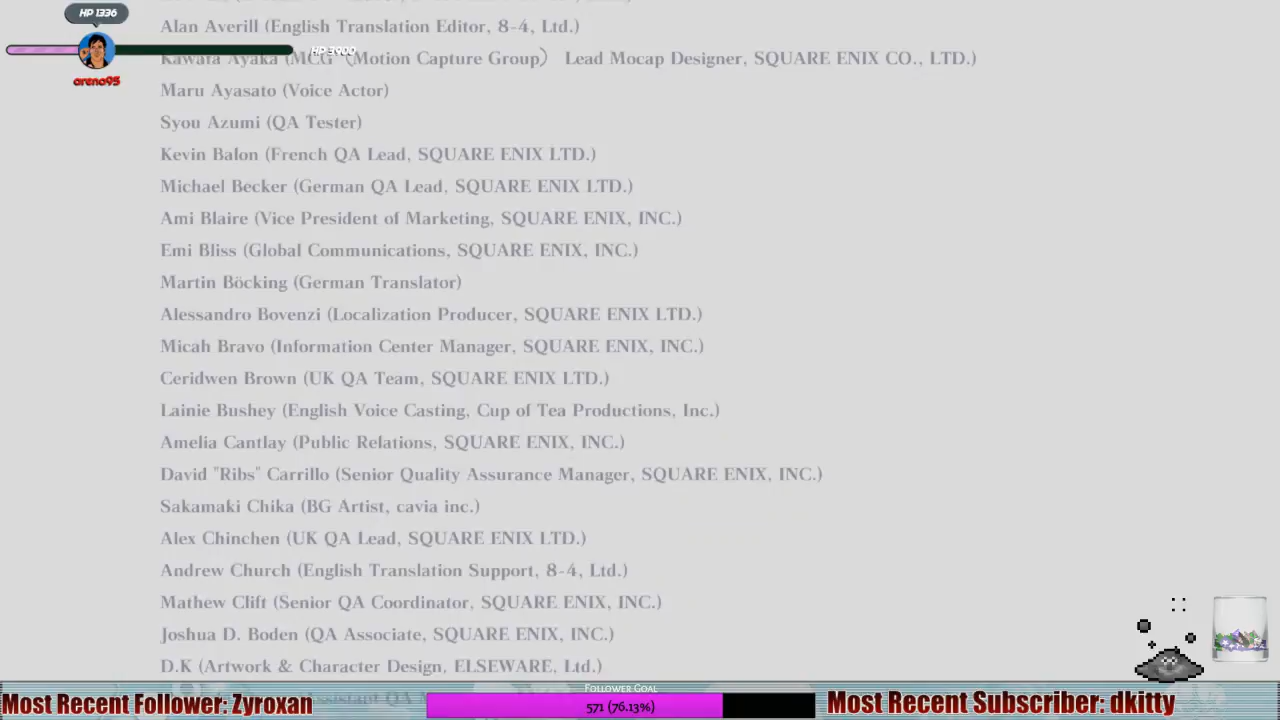 HP 1336
Alan Averill (English Translation Editor, 8-4, Ltd.)
HP 3900
Kawata Ayaka (MCG（Motion Capture Group） Lead Mocap Designer, SQUARE ENIX CO., LTD.)
areno95
Maru Ayasato (Voice Actor)
Syou Azumi (QA Tester)
Kevin Balon (French QA Lead, SQUARE ENIX LTD.)
Michael Becker (German QA Lead, SQUARE ENIX LTD.)
Ami Blaire (Vice President of Marketing, SQUARE ENIX, INC.)
Emi Bliss (Global Communications, SQUARE ENIX, INC.)
Martin Böcking (German Translator)
Alessandro Bovenzi (Localization Producer, SQUARE ENIX LTD.)
Micah Bravo (Information Center Manager, SQUARE ENIX, INC.)
Ceridwen Brown (UK QA Team, SQUARE ENIX LTD.)
Lainie Bushey (English Voice Casting, Cup of Tea Productions, Inc.)
Amelia Cantlay (Public Relations, SQUARE ENIX, INC.)
David "Ribs" Carrillo (Senior Quality Assurance Manager, SQUARE ENIX, INC.)
Sakamaki Chika (BG Artist, cavia inc.)
Alex Chinchen (UK QA Lead, SQUARE ENIX LTD.)
Andrew Church (English Translation Support, 8-4, Ltd.)
Mathew Clift (Senior QA Coordinator, SQUARE ENIX, INC.)
Joshua D. Boden (QA Associate, SQUARE ENIX, INC.)
D.K (Artwork & Character Design, ELSEWARE, Ltd.)
Follower Goal
Most Recent Follower: Zyroxan
571 (76.13%)
Most Recent Subscriber: dkitty